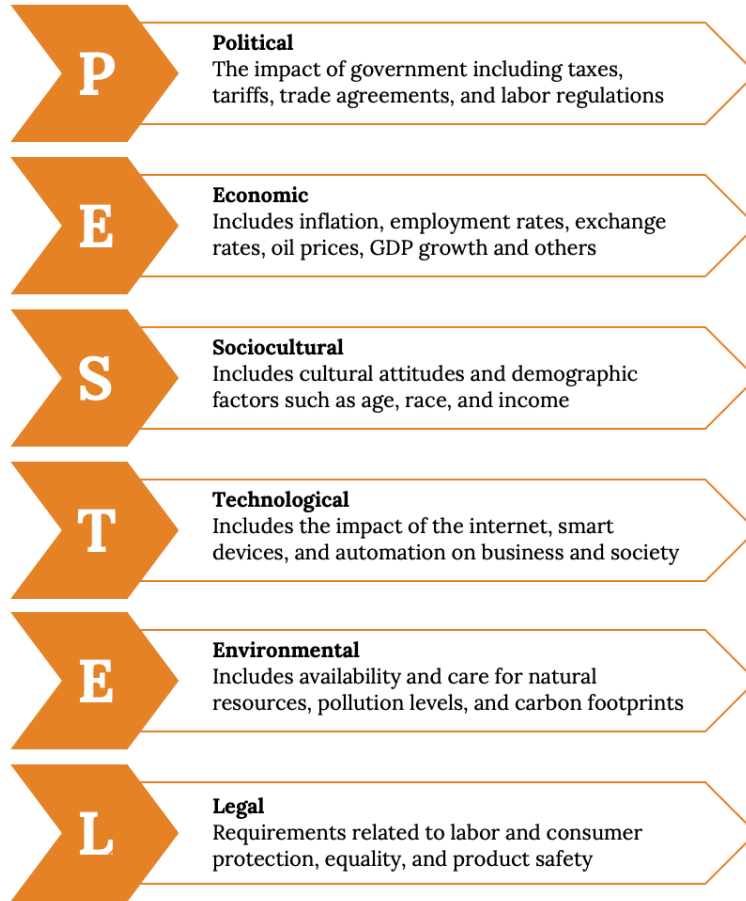 P
Political
The impact of government including taxes,
tariffs, trade agreements, and labor regulations
E
Economic
Includes inflation, employment rates, exchange
rates, oil prices, GDP growth and others
S
Sociocultural
Includes cultural attitudes and demographic
factors such as age, race, and income
T
Technological
Includes the impact of the internet, smart
devices, and automation on business and society
E
Environmental
Includes availability and care for natural
resources, pollution levels, and carbon footprints
L
Legal
Requirements related to labor and consumer
protection, equality, and product safety